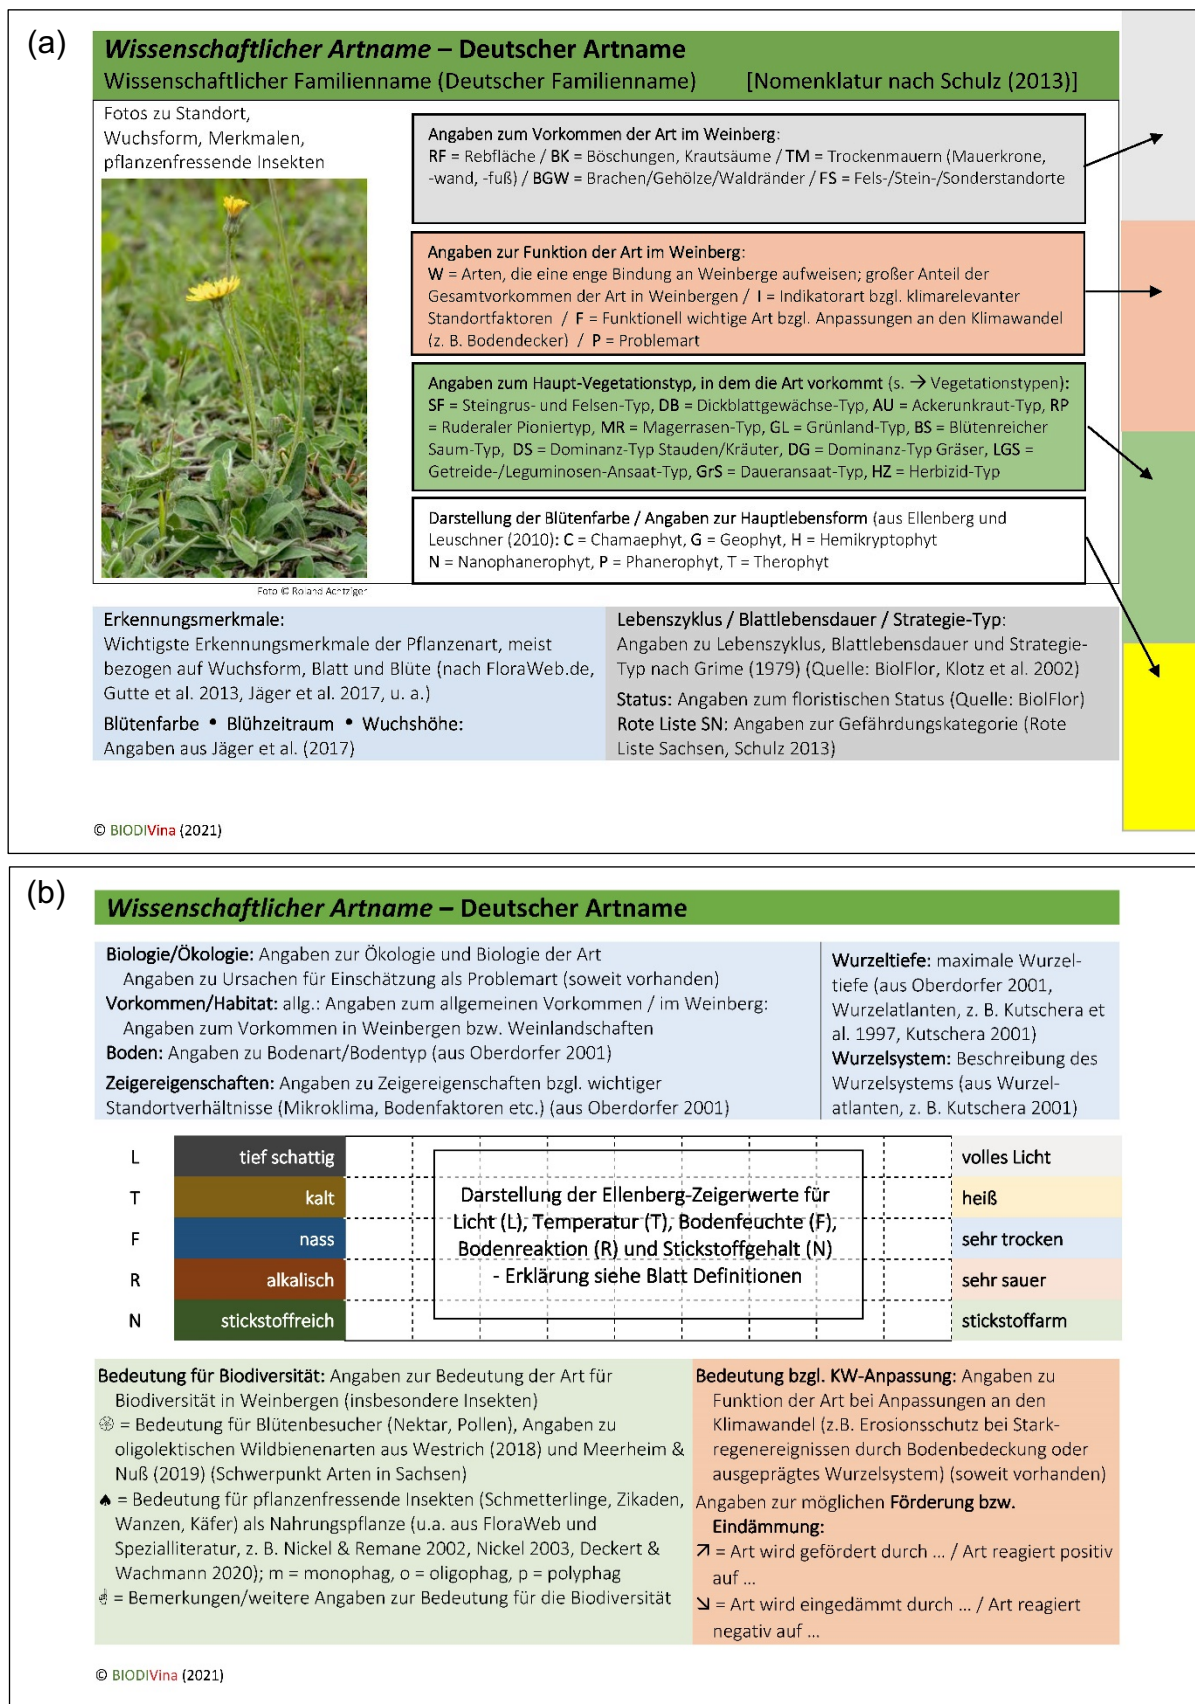 (a)
Wissenschaftlicher Artname – Deutscher Artname
Wissenschaftlicher Familienname (Deutscher Familienname) [Nomenklatur nach Schulz (2013)]
Fotos zu Standort,
Wuchsform, Merkmalen,
pflanzenfressende Insekten
Foto © Roland Achtziger
Angaben zum Vorkommen der Art im Weinberg:
RF = Rebfläche / BK = Böschungen, Krautsäume / TM = Trockenmauern (Mauerkrone,
-wand, -fuß) / BGW = Brachen/Gehölze/Waldränder / FS = Fels-/Stein-/Sonderstandorte
Angaben zur Funktion der Art im Weinberg:
W = Arten, die eine enge Bindung an Weinberge aufweisen; großer Anteil der
Gesamtvorkommen der Art in Weinbergen / I = Indikatorart bzgl. klimarelevanter
Standortfaktoren / F = Funktionell wichtige Art bzgl. Anpassungen an den Klimawandel
(z. B. Bodendecker) / P = Problemart
Angaben zum Haupt-Vegetationstyp, in dem die Art vorkommt (s. → Vegetationstypen):
SF = Steingrus- und Felsen-Typ, DB = Dickblattgewächse-Typ, AU = Ackerunkraut-Typ, RP
= Ruderaler Pioniertyp, MR = Magerrasen-Typ, GL = Grünland-Typ, BS = Blütenreicher
Saum-Typ, DS = Dominanz-Typ Stauden/Kräuter, DG = Dominanz-Typ Gräser, LGS =
Getreide-/Leguminosen-Ansaat-Typ, GrS = Daueransaat-Typ, HZ = Herbizid-Typ
Darstellung der Blütenfarbe / Angaben zur Hauptlebensform (aus Ellenberg und
Leuschner (2010): C = Chamaephyt, G = Geophyt, H = Hemikryptophyt
N = Nanophanerophyt, P = Phanerophyt, T = Therophyt
Erkennungsmerkmale:
Wichtigste Erkennungsmerkmale der Pflanzenart, meist
bezogen auf Wuchsform, Blatt und Blüte (nach FloraWeb.de,
Gutte et al. 2013, Jäger et al. 2017, u. a.)
Blütenfarbe • Blühzeitraum • Wuchshöhe:
Angaben aus Jäger et al. (2017)
Lebenszyklus / Blattlebensdauer / Strategie-Typ:
Angaben zu Lebenszyklus, Blattlebensdauer und Strategie-
Typ nach Grime (1979) (Quelle: BiolFlor, Klotz et al. 2002)
Status: Angaben zum floristischen Status (Quelle: BiolFlor)
Rote Liste SN: Angaben zur Gefährdungskategorie (Rote
Liste Sachsen, Schulz 2013)
© BIODIVina (2021)
(b)
Wissenschaftlicher Artname – Deutscher Artname
Biologie/Ökologie: Angaben zur Ökologie und Biologie der Art
Angaben zu Ursachen für Einschätzung als Problemart (soweit vorhanden)
Vorkommen/Habitat: allg.: Angaben zum allgemeinen Vorkommen / im Weinberg:
Angaben zum Vorkommen in Weinbergen bzw. Weinlandschaften
Boden: Angaben zu Bodenart/Bodentyp (aus Oberdorfer 2001)
Zeigereigenschaften: Angaben zu Zeigereigenschaften bzgl. wichtiger
Standortverhältnisse (Mikroklima, Bodenfaktoren etc.) (aus Oberdorfer 2001)
Wurzeltiefe: maximale Wurzel-
tiefe (aus Oberdorfer 2001,
Wurzelatlanten, z. B. Kutschera et
al. 1997, Kutschera 2001)
Wurzelsystem: Beschreibung des
Wurzelsystems (aus Wurzel-
atlanten, z. B. Kutschera 2001)
L tief schattig volles Licht
T kalt heiß
F nass sehr trocken
R alkalisch sehr sauer
N stickstoffreich stickstoffarm
Darstellung der Ellenberg-Zeigerwerte für
Licht (L), Temperatur (T), Bodenfeuchte (F),
Bodenreaktion (R) und Stickstoffgehalt (N)
- Erklärung siehe Blatt Definitionen
Bedeutung für Biodiversität: Angaben zur Bedeutung der Art für
Biodiversität in Weinbergen (insbesondere Insekten)
= Bedeutung für Blütenbesucher (Nektar, Pollen), Angaben zu
oligolektischen Wildbienenarten aus Westrich (2018) und Meerheim &
Nuß (2019) (Schwerpunkt Arten in Sachsen)
♠ = Bedeutung für pflanzenfressende Insekten (Schmetterlinge, Zikaden,
Wanzen, Käfer) als Nahrungspflanze (u.a. aus FloraWeb und
Spezialliteratur, z. B. Nickel & Remane 2002, Nickel 2003, Deckert &
Wachmann 2020); m = monophag, o = oligophag, p = polyphag
☝ = Bemerkungen/weitere Angaben zur Bedeutung für die Biodiversität
Bedeutung bzgl. KW-Anpassung: Angaben zu
Funktion der Art bei Anpassungen an den
Klimawandel (z.B. Erosionsschutz bei Stark-
regenereignissen durch Bodenbedeckung oder
ausgeprägtes Wurzelsystem) (soweit vorhanden)
Angaben zur möglichen Förderung bzw.
Eindämmung:
↗ = Art wird gefördert durch ... / Art reagiert positiv
auf ...
↘ = Art wird eingedämmt durch ... / Art reagiert
negativ auf ...
© BIODIVina (2021)